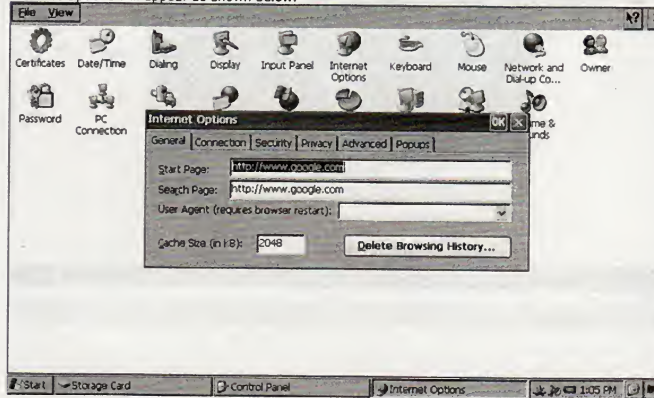 appear as shown below.
File View
Certificates Date/Time Dialing Display Input Panel Internet Options Keyboard Mouse Network and Dial-up Co... Owner
Password PC Connection
me & unds
Internet Options OK
General Connection Security Privacy Advanced Popups
Start Page: http://www.google.com
Search Page: http://www.google.com
User Agent (requires browser restart):
Cache Size (in kB): 2048 Delete Browsing History...
Start Storage Card Control Panel Internet Options 1:05 PM